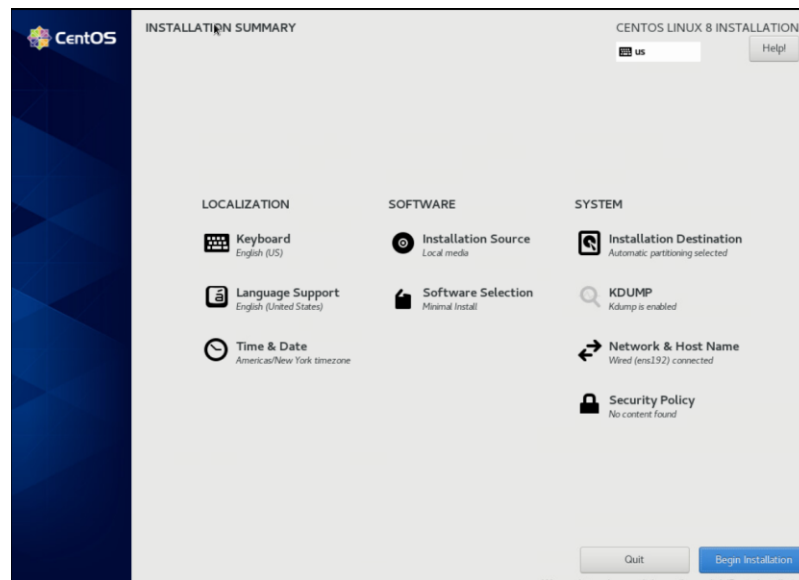 CentOS
INSTALLATION SUMMARY
CENTOS LINUX 8 INSTALLATION
us
Help!
LOCALIZATION
Keyboard
English (US)
Language Support
English (United States)
Time & Date
Americas/New York timezone
SOFTWARE
Installation Source
Local media
Software Selection
Minimal Install
SYSTEM
Installation Destination
Automatic partitioning selected
KDUMP
Kdump is enabled
Network & Host Name
Wired (ens192) connected
Security Policy
No content found
Quit
Begin Installation